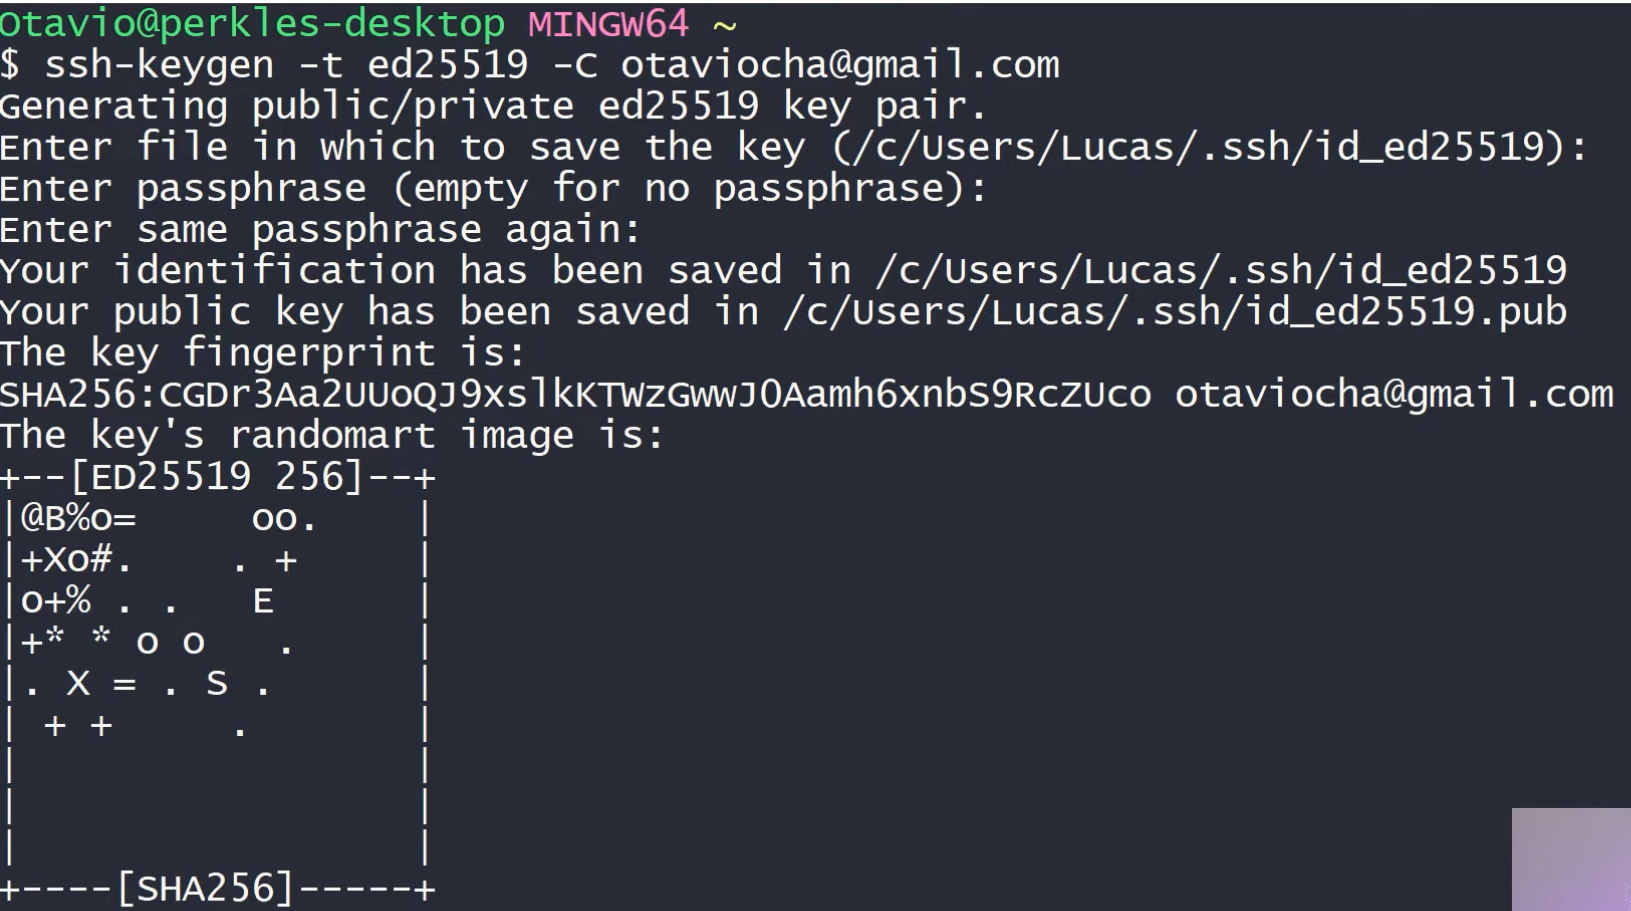 Otavio@perkles-desktop MINGW64 ~
$ ssh-keygen -t ed25519 -C otaviocha@gmail.com
Generating public/private ed25519 key pair.
Enter file in which to save the key (/c/Users/Lucas/.ssh/id_ed25519):
Enter passphrase (empty for no passphrase):
Enter same passphrase again:
Your identification has been saved in /c/Users/Lucas/.ssh/id_ed25519
Your public key has been saved in /c/Users/Lucas/.ssh/id_ed25519.pub
The key fingerprint is:
SHA256:CGDr3Aa2UUoQJ9xslkKTWzGwwJ0Aamh6xnbS9RcZUco otaviocha@gmail.com
The key's randomart image is:
+--[ED25519 256]--+
|@B%o=     oo.    |
|+Xo#.    . +     |
|o+% . .   E      |
|+* * o o   .     |
|. X = . S .      |
| + +     .       |
|                 |
|                 |
|                 |
+----[SHA256]-----+